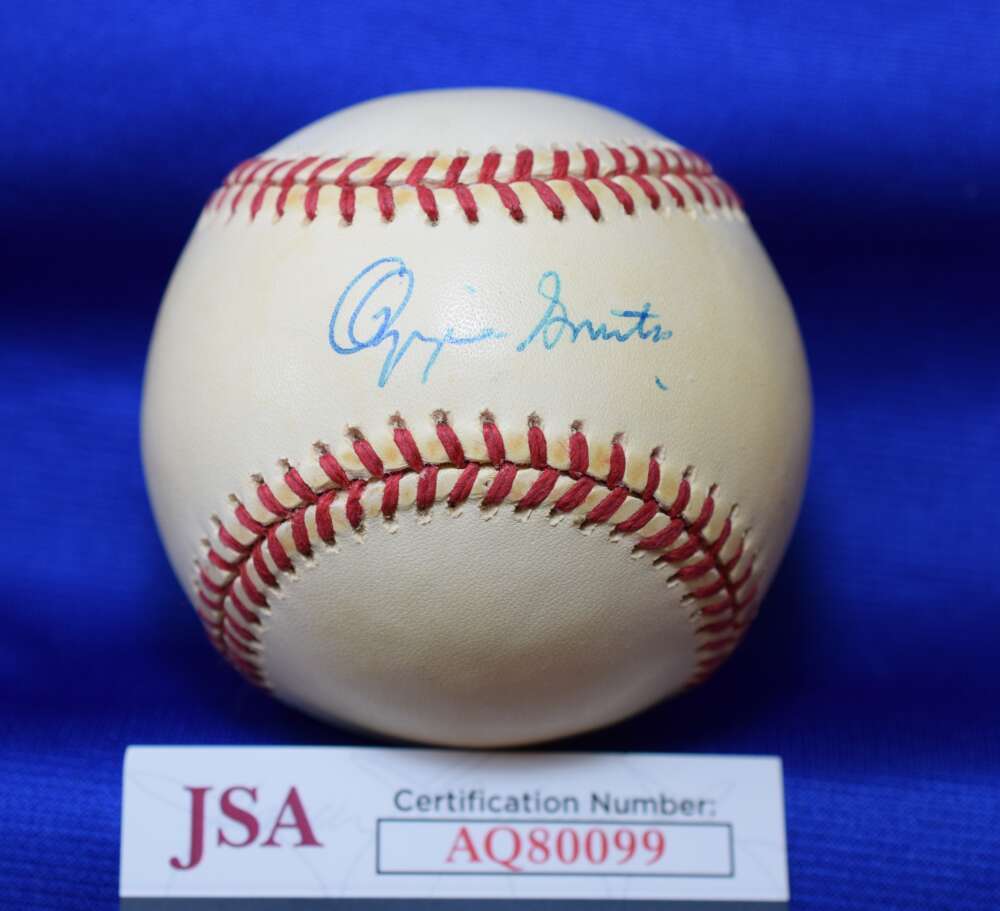 Ozzie Smith
JSA
Certification Number:
AQ80099